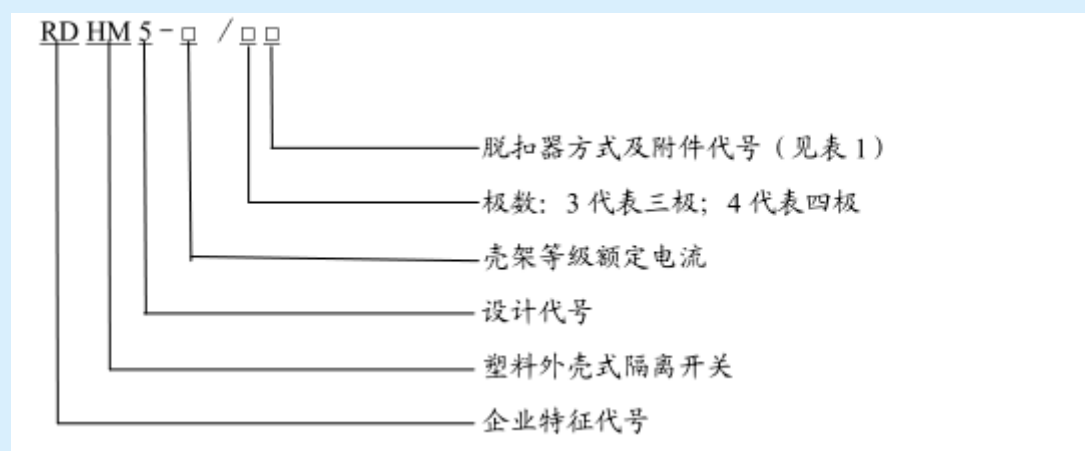 RD HM 5-□ /□□
脱扣器方式及附件代号（见表 1）
极数：3 代表三极；4 代表四极
壳架等级额定电流
设计代号
塑料外壳式隔离开关
企业特征代号